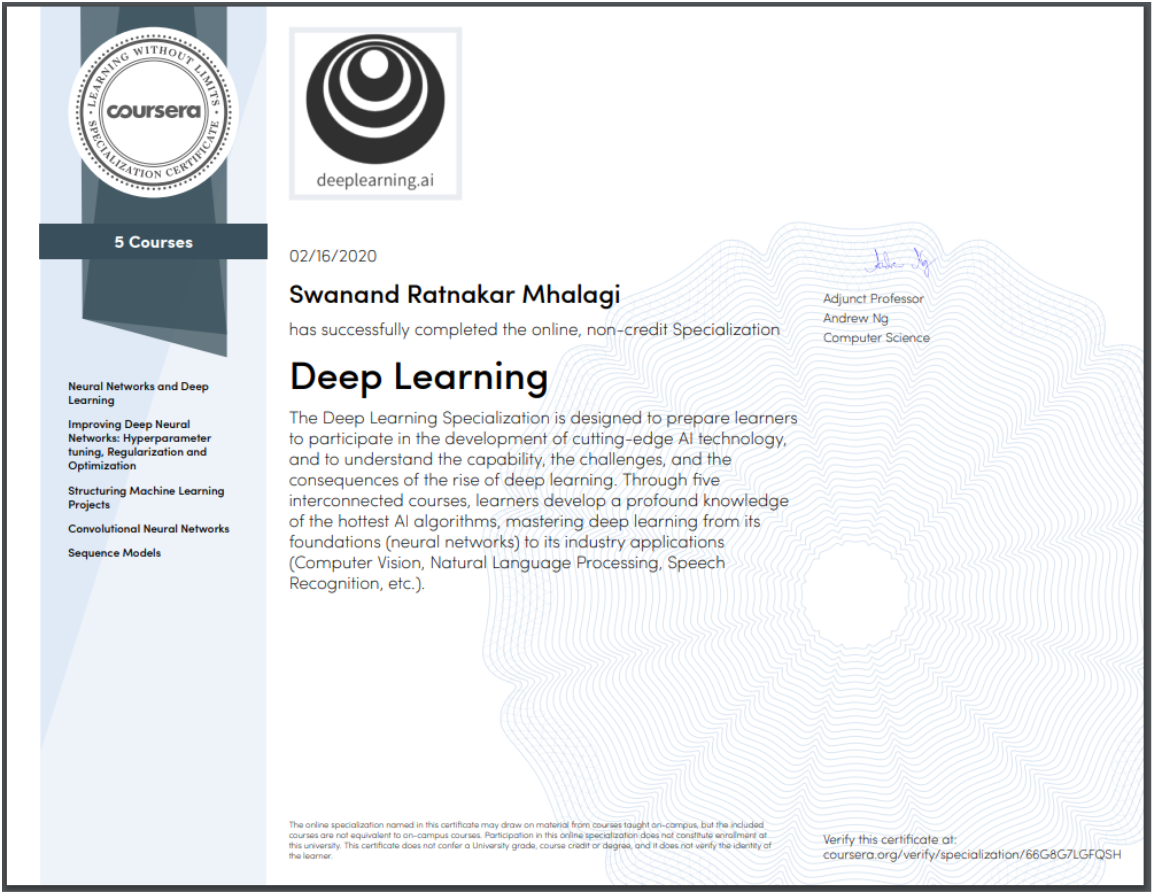 LEARNING WITHOUT LIMITS
coursera
SPECIALIZATION CERTIFICATE
5 Courses
Neural Networks and Deep
Learning
Improving Deep Neural
Networks: Hyperparameter
tuning, Regularization and
Optimization
Structuring Machine Learning
Projects
Convolutional Neural Networks
Sequence Models
deeplearning.ai
02/16/2020
Swanand Ratnakar Mhalagi
has successfully completed the online, non-credit Specialization
Deep Learning
The Deep Learning Specialization is designed to prepare learners
to participate in the development of cutting-edge AI technology,
and to understand the capability, the challenges, and the
consequences of the rise of deep learning. Through five
interconnected courses, learners develop a profound knowledge
of the hottest AI algorithms, mastering deep learning from its
foundations (neural networks) to its industry applications
(Computer Vision, Natural Language Processing, Speech
Recognition, etc.).
Andrew Ng
Adjunct Professor
Andrew Ng
Computer Science
The online specialization named in this certificate may draw on material from courses taught on-campus, but the included
courses are not equivalent to on-campus courses. Participation in this online specialization does not constitute enrollment at
this university. This certificate does not confer a University grade, course credit or degree, and it does not verify the identity of
the learner.
Verify this certificate at:
coursera.org/verify/specialization/66G8G7LGFQSH